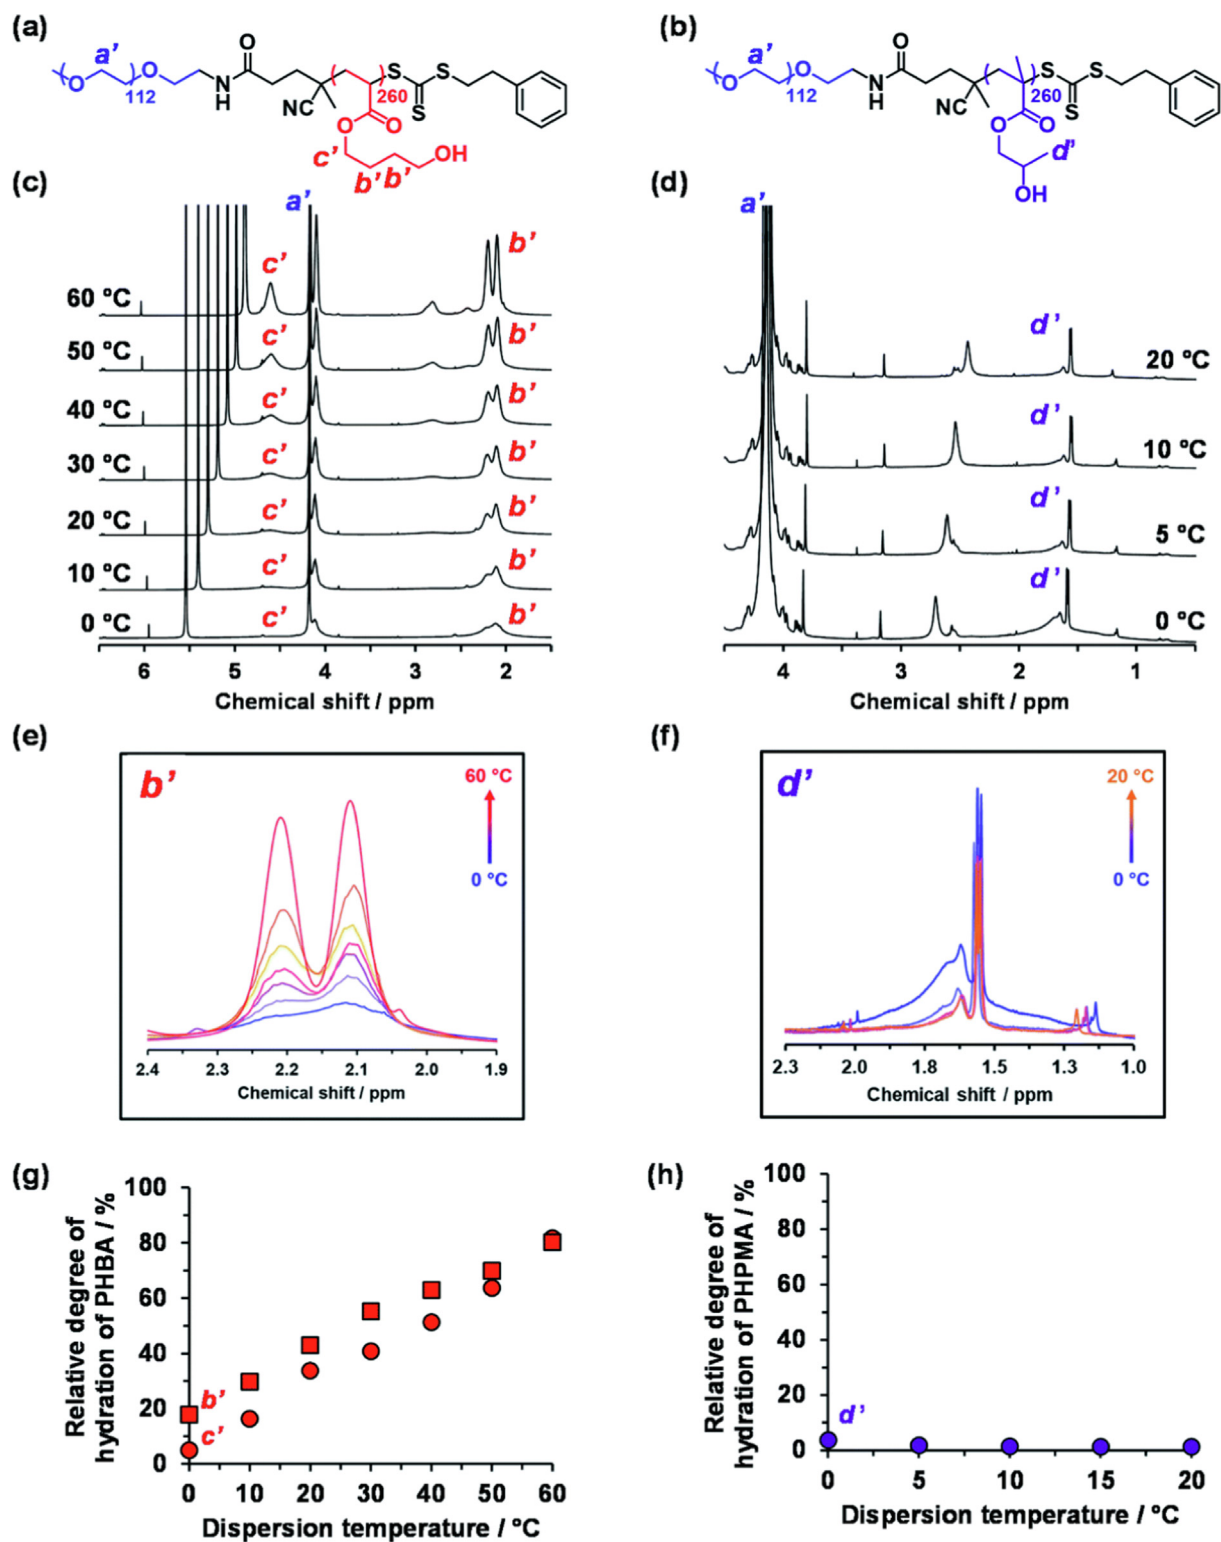 (a)
a’
O
O
112
N
H
O
NC
260
S
S
S
O
O
c’
b’ b’
OH
(b)
a’
O
O
112
N
H
O
NC
260
S
S
S
O
O
d’
OH
(c)
a’
60 °C
c’
b’
50 °C
c’
b’
40 °C
c’
b’
30 °C
c’
b’
20 °C
c’
b’
10 °C
c’
b’
0 °C
c’
b’
6 5 4 3 2
Chemical shift / ppm
(d)
a’
d’
20 °C
d’
10 °C
d’
5 °C
d’
0 °C
4 3 2 1
Chemical shift / ppm
(e)
b’
60 °C
0 °C
2.4 2.3 2.2 2.1 2.0 1.9
Chemical shift / ppm
(f)
d’
20 °C
0 °C
2.3 2.0 1.8 1.5 1.3 1.0
Chemical shift / ppm
(g)
Relative degree of
hydration of PHBA / %
100
80
60
40
20
0
b’
c’
0 10 20 30 40 50 60
Dispersion temperature / °C
(h)
Relative degree of
hydration of PHPMA / %
100
80
60
40
20
0
d’
0 5 10 15 20
Dispersion temperature / °C